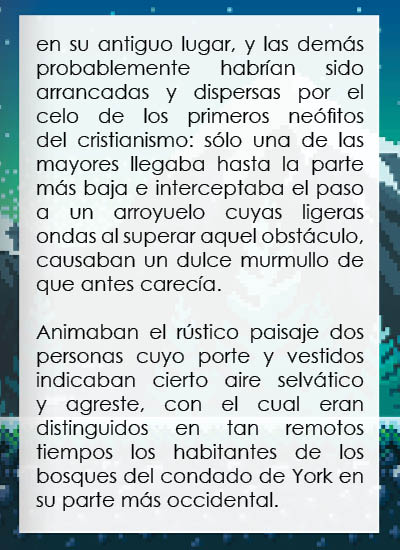 en su antiguo lugar, y las demás
probablemente habrían sido
arrancadas y dispersas por el
celo de los primeros neófitos
del cristianismo: sólo una de las
mayores llegaba hasta la parte
más baja e interceptaba el paso
a un arroyuelo cuyas ligeras
ondas al superar aquel obstáculo,
causaban un dulce murmullo de
que antes carecía.
Animaban el rústico paisaje dos
personas cuyo porte y vestidos
indicaban cierto aire selvático
y agreste, con el cual eran
distinguidos en tan remotos
tiempos los habitantes de los
bosques del condado de York en
su parte más occidental.